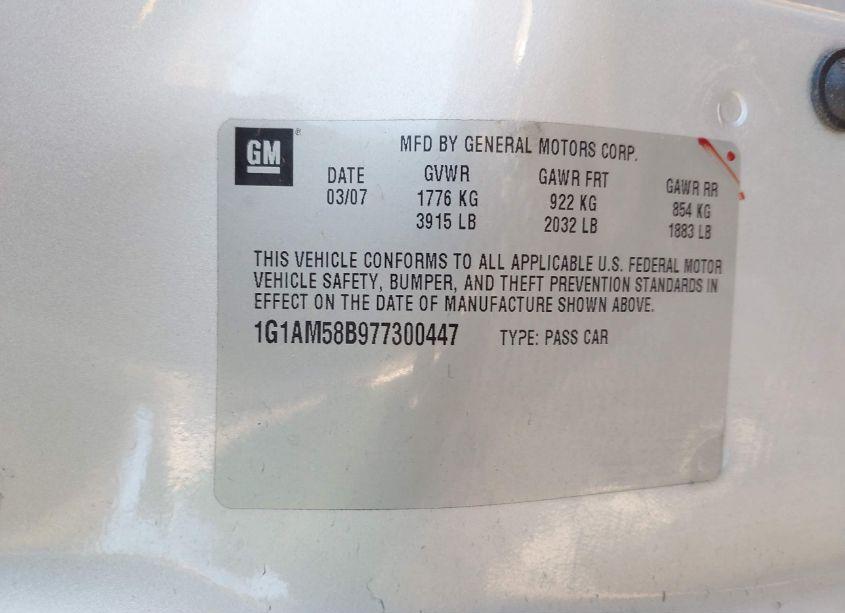 GM ®
MFD BY GENERAL MOTORS CORP.
DATE GVWR GAWR FRT GAWR RR
03/07 1776 KG 922 KG 854 KG
3915 LB 2032 LB 1883 LB
THIS VEHICLE CONFORMS TO ALL APPLICABLE U.S. FEDERAL MOTOR
VEHICLE SAFETY, BUMPER, AND THEFT PREVENTION STANDARDS IN
EFFECT ON THE DATE OF MANUFACTURE SHOWN ABOVE.
1G1AM58B977300447 TYPE: PASS CAR